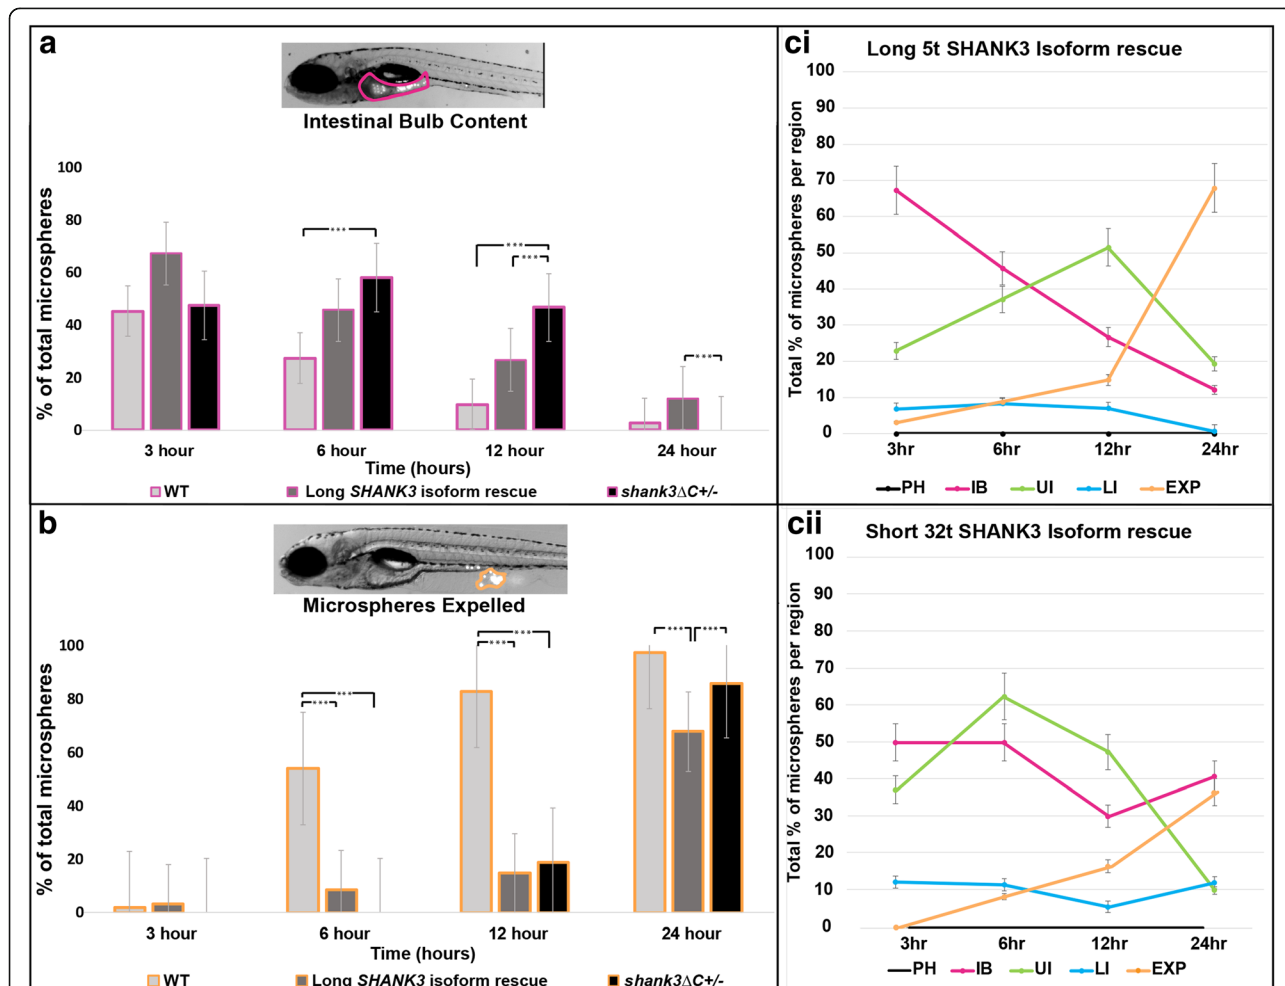 a
Intestinal Bulb Content
% of total microspheres
100
80
60
40
20
0
***
***
***
***
3 hour 6 hour 12 hour 24 hour
Time (hours)
WT Long SHANK3 isoform rescue shank3ΔC+/-
b
Microspheres Expelled
% of total microspheres
100
80
60
40
20
0
***
***
***
***
*** ***
3 hour 6 hour 12 hour 24 hour
Time (hours)
WT Long SHANK3 isoform rescue shank3ΔC+/-
ci
Long 5t SHANK3 Isoform rescue
Total % of microspheres per region
100
90
80
70
60
50
40
30
20
10
0
3hr 6hr 12hr 24hr
PH IB UI LI EXP
cii
Short 32t SHANK3 Isoform rescue
Total % of microspheres per region
100
90
80
70
60
50
40
30
20
10
0
3hr 6hr 12hr 24hr
PH IB UI LI EXP